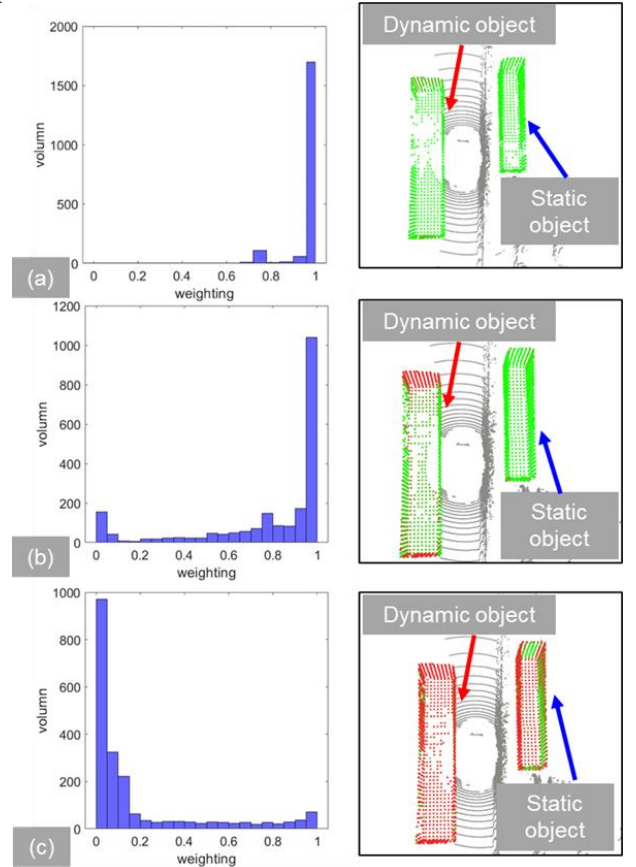 2000
1500
1000
500
0
volumn
0
0.2
0.4
0.6
0.8
1
weighting
(a)
Dynamic object
Static
object
1200
1000
800
600
400
200
0
volumn
0
0.2
0.4
0.6
0.8
1
weighting
(b)
Dynamic object
Static
object
1000
800
600
400
200
0
volumn
0
0.2
0.4
0.6
0.8
1
weighting
(c)
Dynamic object
Static
object